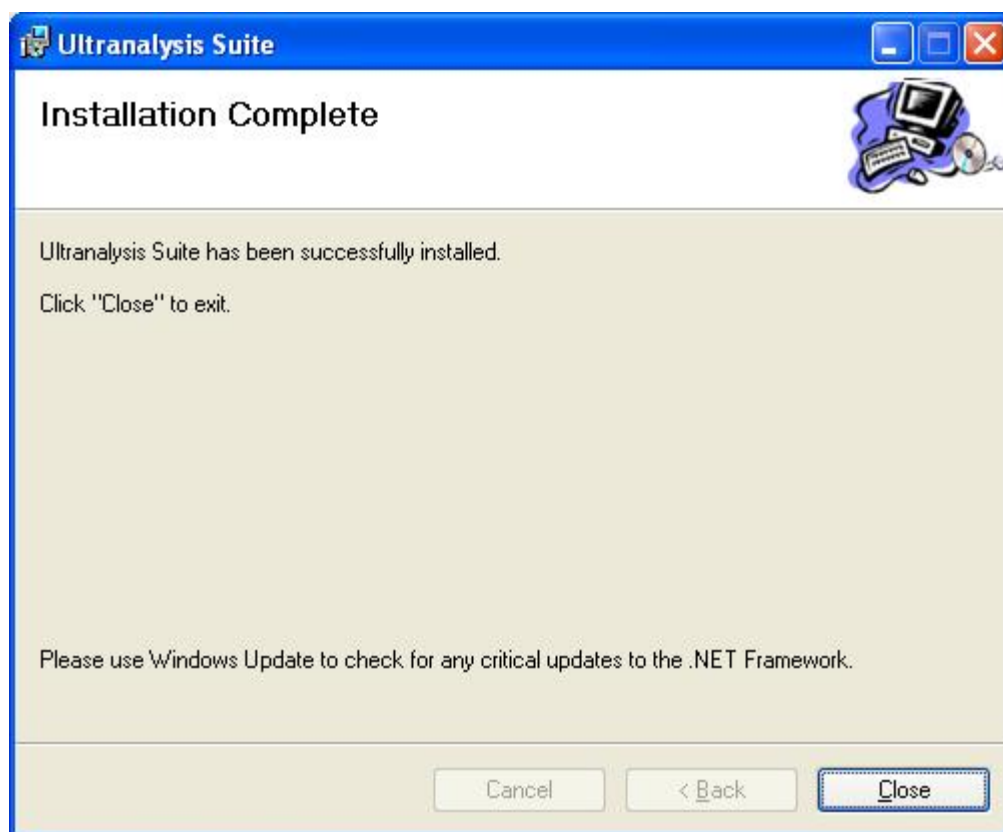 Ultranalysis Suite
Installation Complete
Ultranalysis Suite has been successfully installed.
Click "Close" to exit.
Please use Windows Update to check for any critical updates to the .NET Framework.
Cancel
< Back
Close